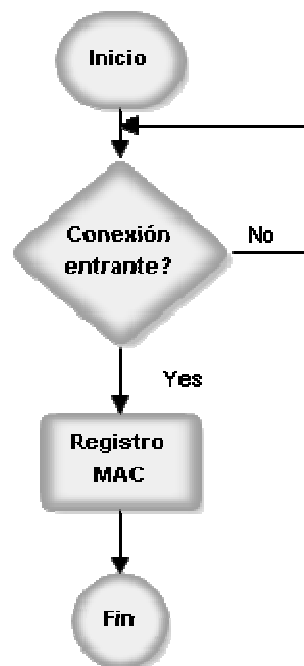 Inicio
Conexión
entrante?
No
Yes
Registro
MAC
Fin